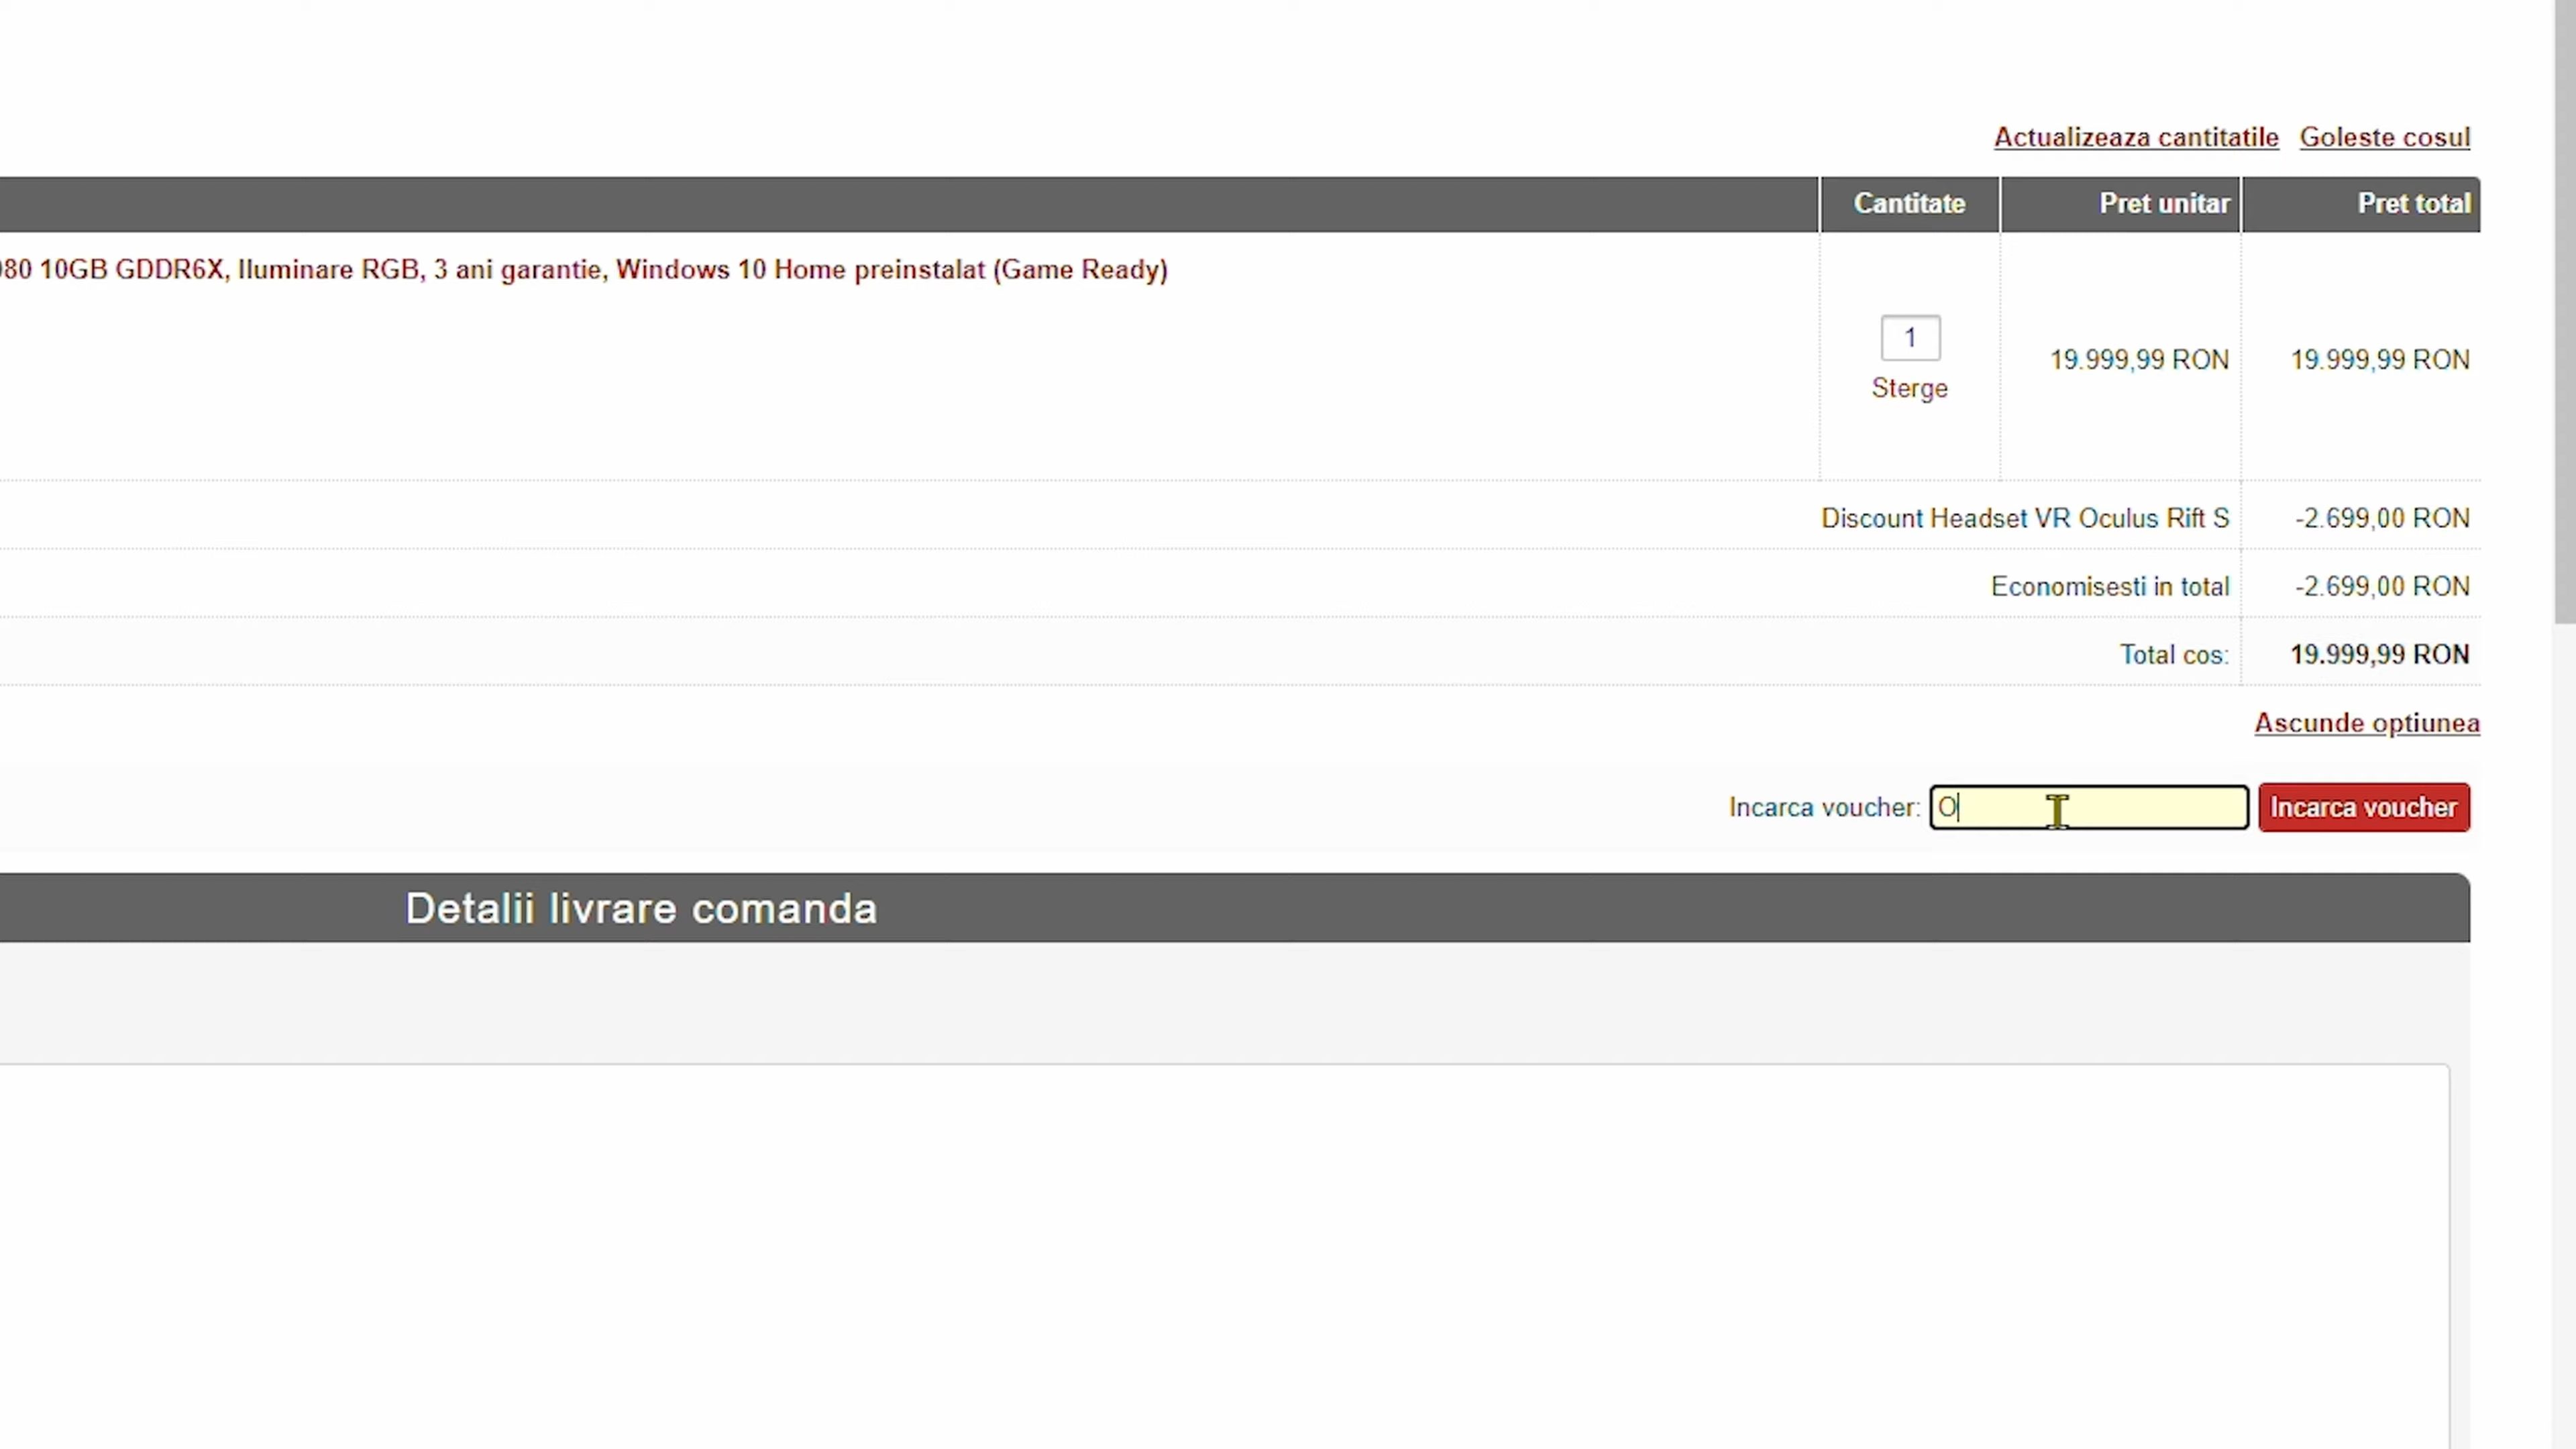 Actualizeaza cantitatile Goleste cosul
Cantitate Pret unitar Pret total
080 10GB GDDR6X, Iluminare RGB, 3 ani garantie, Windows 10 Home preinstalat (Game Ready)
1
19.999,99 RON 19.999,99 RON
Sterge
Discount Headset VR Oculus Rift S -2.699,00 RON
Economisesti in total -2.699,00 RON
Total cos: 19.999,99 RON
Ascunde optiunea
Incarca voucher: O Incarca voucher
Detalii livrare comanda